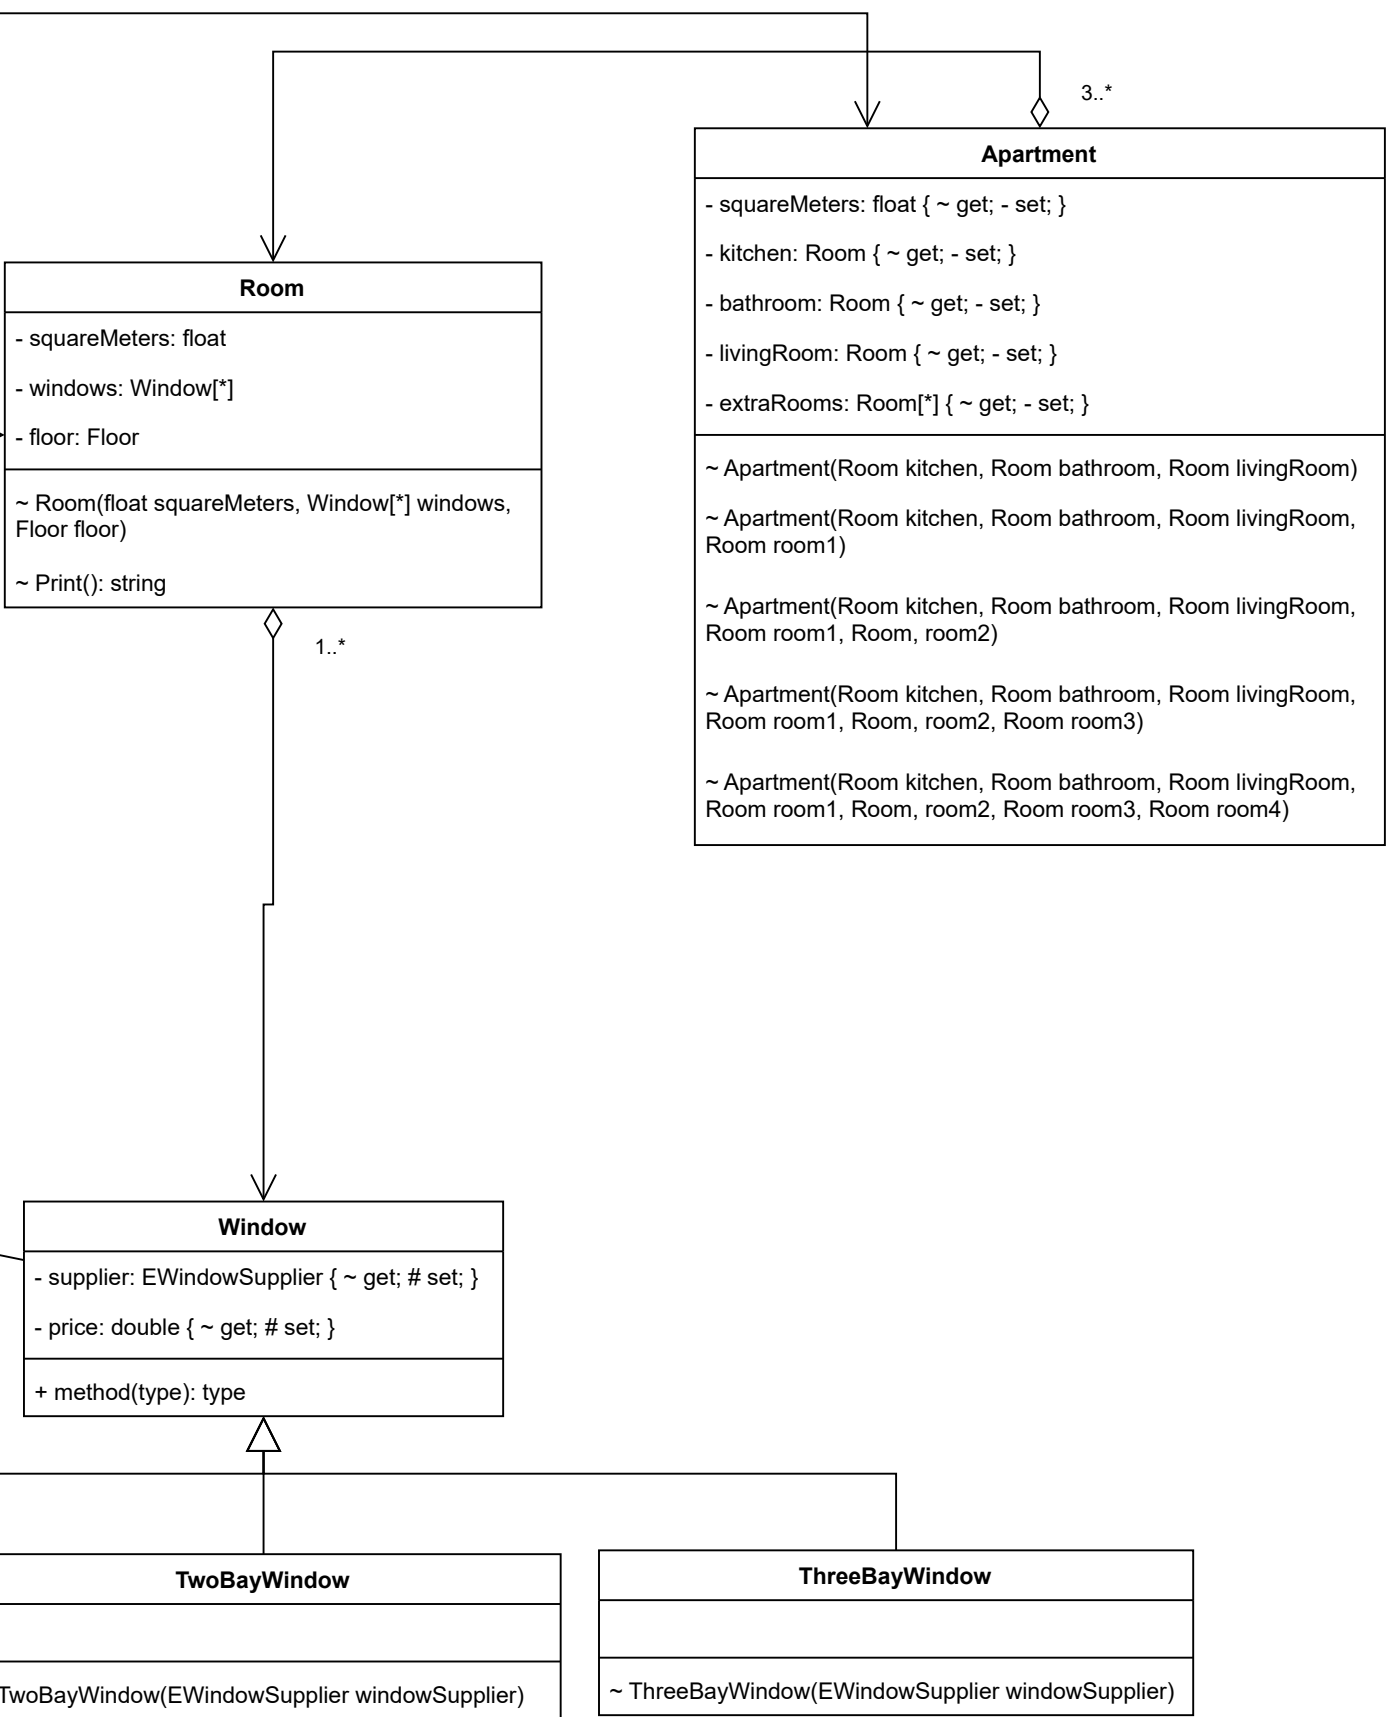 3..*
Apartment
- squareMeters: float { ~ get; - set; }
- kitchen: Room { ~ get; - set; }
- bathroom: Room { ~ get; - set; }
- livingRoom: Room { ~ get; - set; }
- extraRooms: Room[*] { ~ get; - set; }
~ Apartment(Room kitchen, Room bathroom, Room livingRoom)
~ Apartment(Room kitchen, Room bathroom, Room livingRoom,
Room room1)
~ Apartment(Room kitchen, Room bathroom, Room livingRoom,
Room room1, Room, room2)
~ Apartment(Room kitchen, Room bathroom, Room livingRoom,
Room room1, Room, room2, Room room3)
~ Apartment(Room kitchen, Room bathroom, Room livingRoom,
Room room1, Room, room2, Room room3, Room room4)
Room
- squareMeters: float
- windows: Window[*]
- floor: Floor
~ Room(float squareMeters, Window[*] windows,
Floor floor)
~ Print(): string
1..*
Window
- supplier: EWindowSupplier { ~ get; # set; }
- price: double { ~ get; # set; }
+ method(type): type
TwoBayWindow
TwoBayWindow(EWindowSupplier windowSupplier)
ThreeBayWindow
~ ThreeBayWindow(EWindowSupplier windowSupplier)